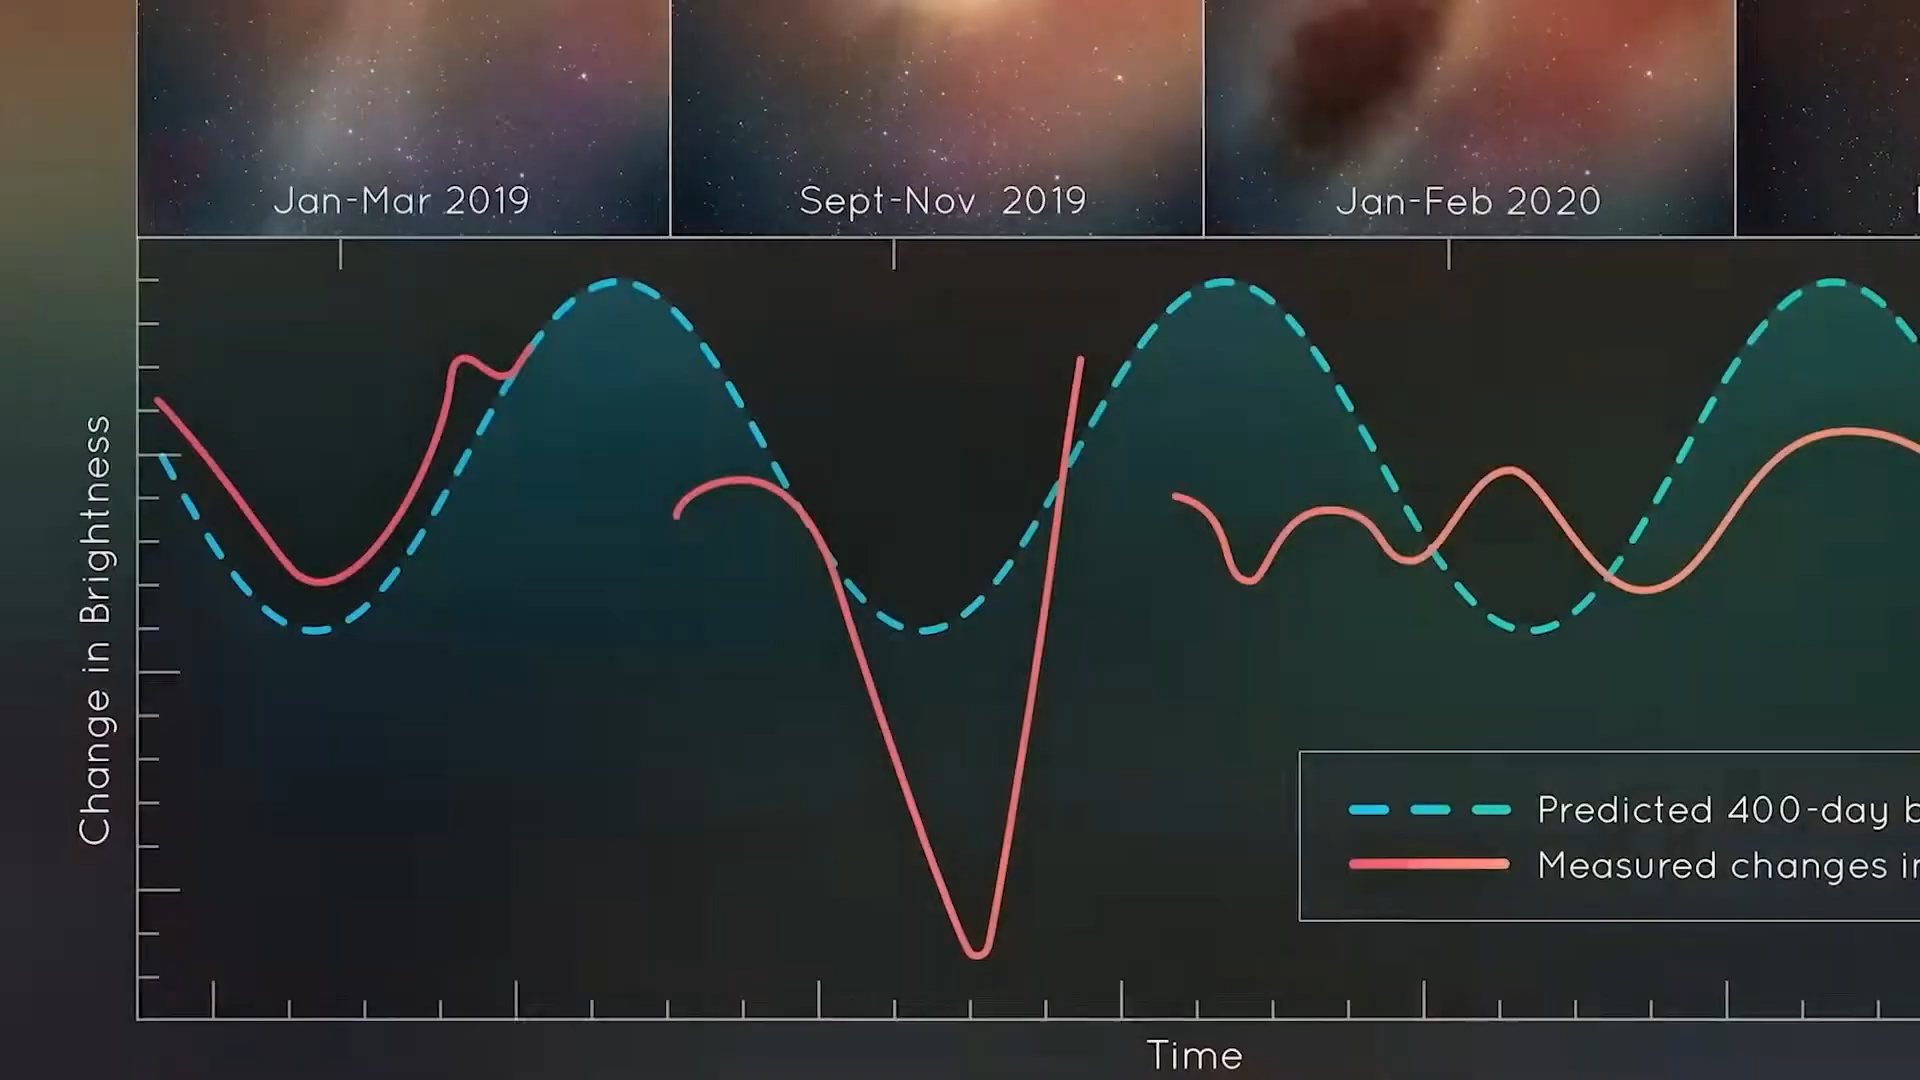 Jan-Mar 2019
Sept-Nov 2019
Jan-Feb 2020
Change in Brightness
Predicted 400-day
Measured changes
Time